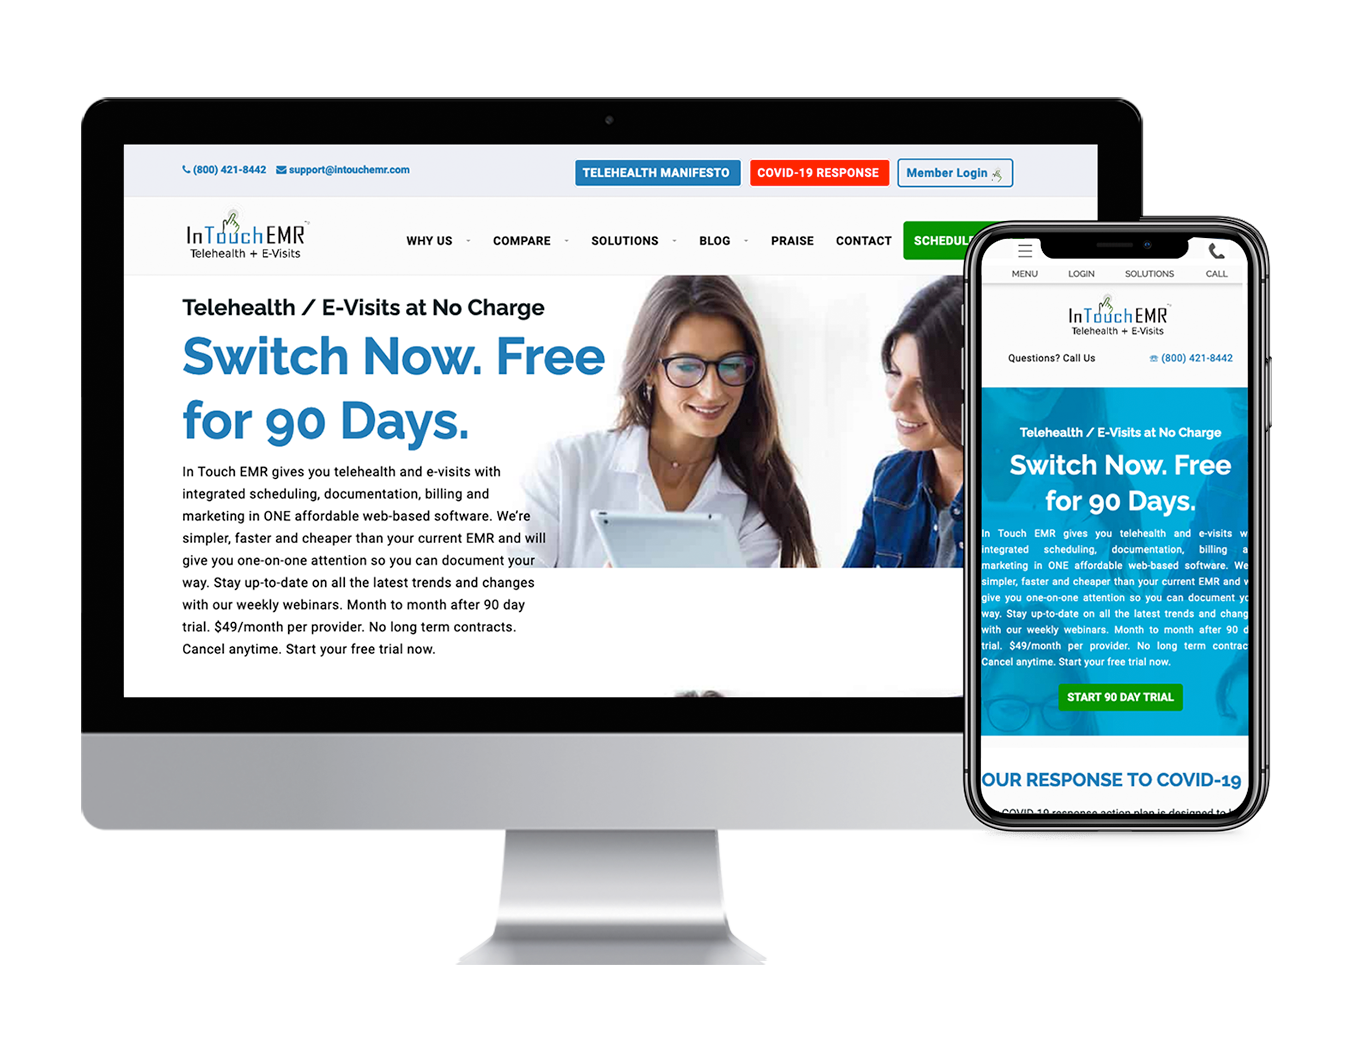 (800) 421-8442 support@intouchemr.com
TELEHEALTH MANIFESTO COVID-19 RESPONSE Member Login
InTouchEMR
Telehealth + E-Visits
WHY US COMPARE SOLUTIONS BLOG PRAISE CONTACT
Telehealth / E-Visits at No Charge
Switch Now. Free
for 90 Days.
In Touch EMR gives you telehealth and e-visits with
integrated scheduling, documentation, billing and
marketing in ONE affordable web-based software. We’re
simpler, faster and cheaper than your current EMR and will
give you one-on-one attention so you can document your
way. Stay up-to-date on all the latest trends and changes
with our weekly webinars. Month to month after 90 day
trial. $49/month per provider. No long term contracts.
Cancel anytime. Start your free trial now.
MENU LOGIN SOLUTIONS CALL
InTouchEMR
Telehealth + E-Visits
Questions? Call Us (800) 421-8442
Telehealth / E-Visits at No Charge
Switch Now. Free
for 90 Days.
In Touch EMR gives you telehealth and e-visits
integrated scheduling, documentation, billing
marketing in ONE affordable web-based software.
simpler, faster and cheaper than your current EMR and
give you one-on-one attention so you can document
way. Stay up-to-date on all the latest trends and
with our weekly webinars. Month to month after 90
trial. $49/month per provider. No long term
Cancel anytime. Start your free trial now.
START 90 DAY TRIAL
OUR RESPONSE TO COVID-19
COVID-19 response action plan is designed to